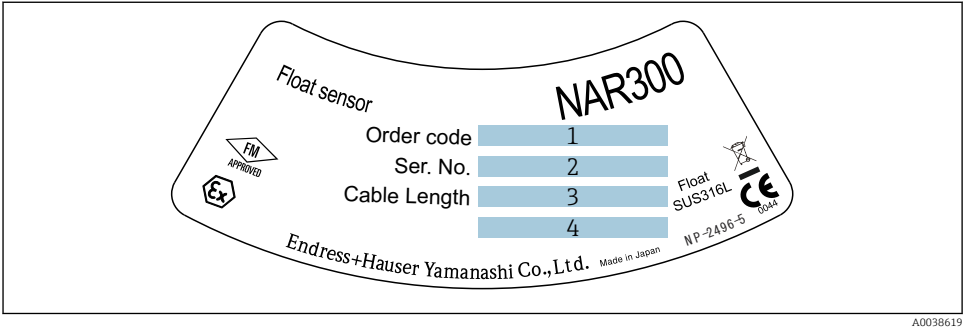 Float sensor
NAR300
Order code 1
Ser. No. 2
Cable Length 3
4
FM
APPROVED
Ex
Float
SUS316L
CE
0044
NP-2496-5
Endress+Hauser Yamanashi Co.,Ltd. Made in Japan
A0038619